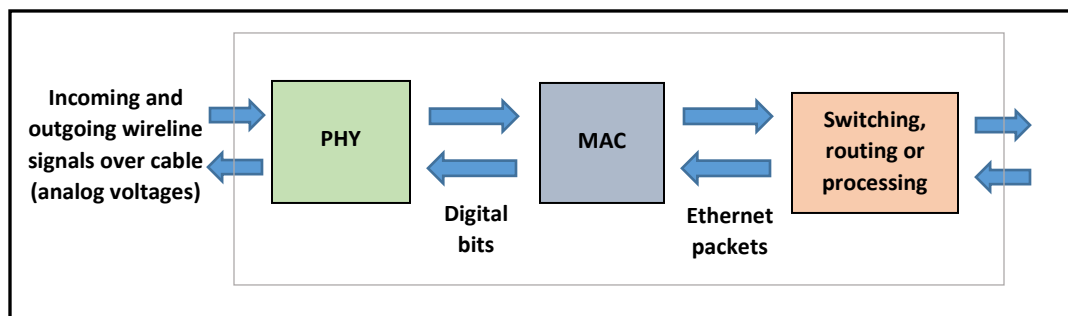 Incoming and
outgoing wireline
signals over cable
(analog voltages)
PHY
Digital
bits
MAC
Ethernet
packets
Switching,
routing or
processing